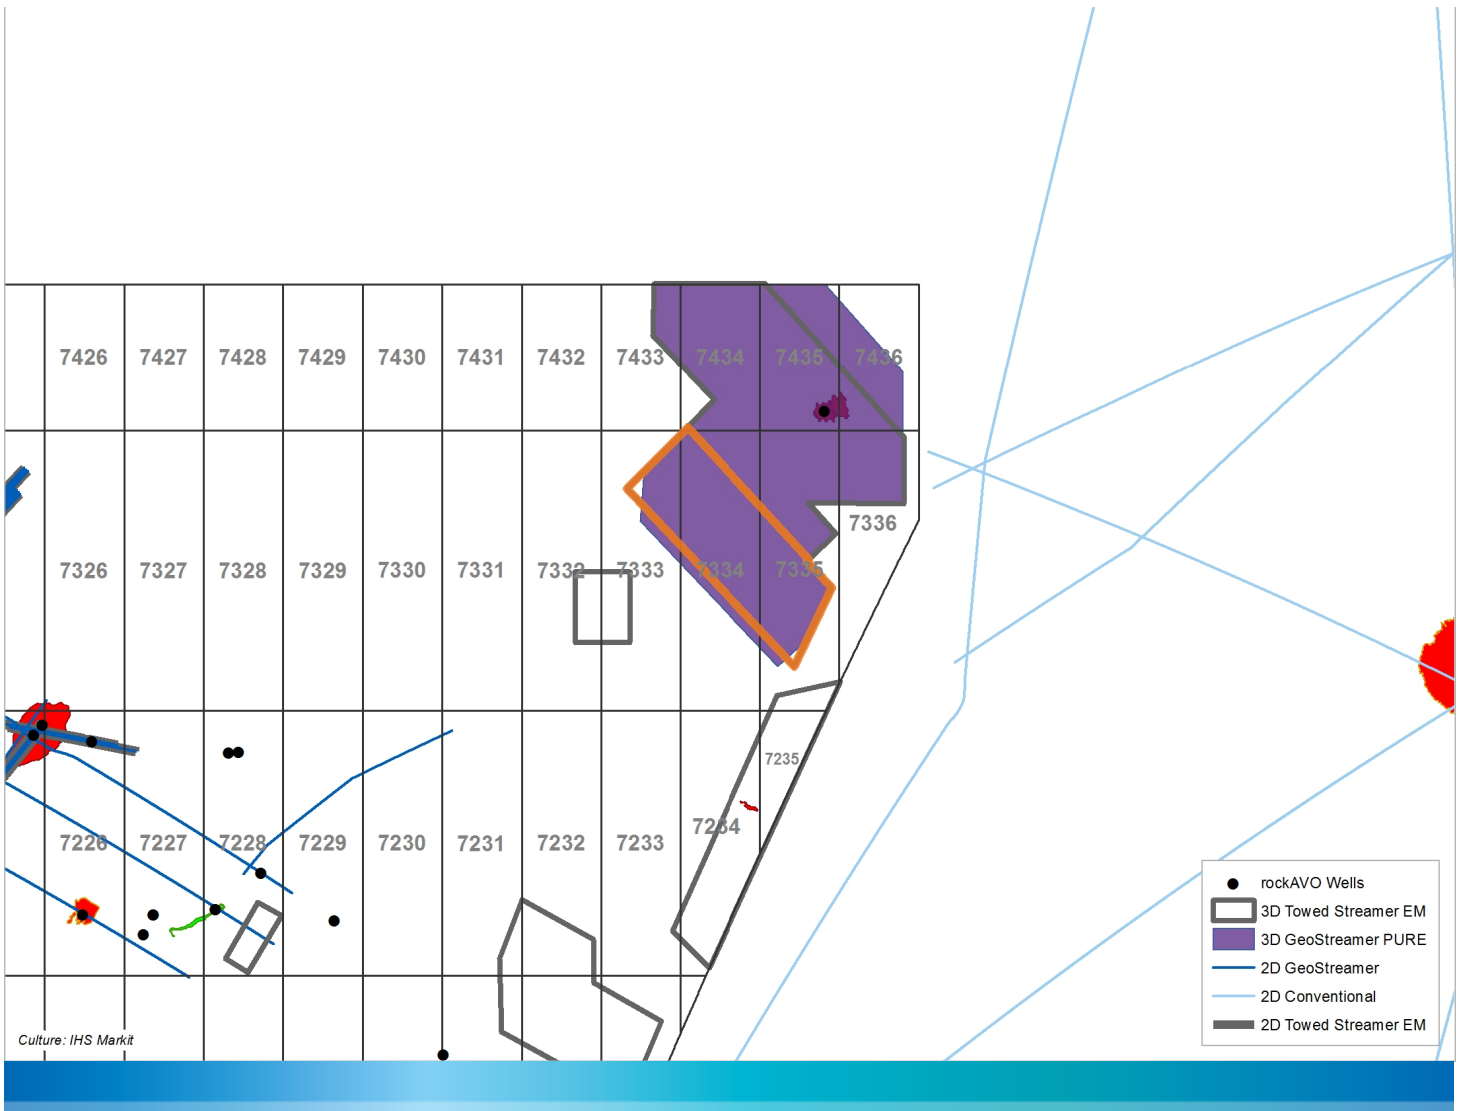 7426 7427 7428 7429 7430 7431 7432 7433 7434 7435 7436
7336
7326 7327 7328 7329 7330 7331 7332 7333 7334 7335
7235
7234
7226 7227 7228 7229 7230 7231 7232 7233
rockAVO Wells
3D Towed Streamer EM
3D GeoStreamer PURE
2D GeoStreamer
2D Conventional
2D Towed Streamer EM
Culture: IHS Markit